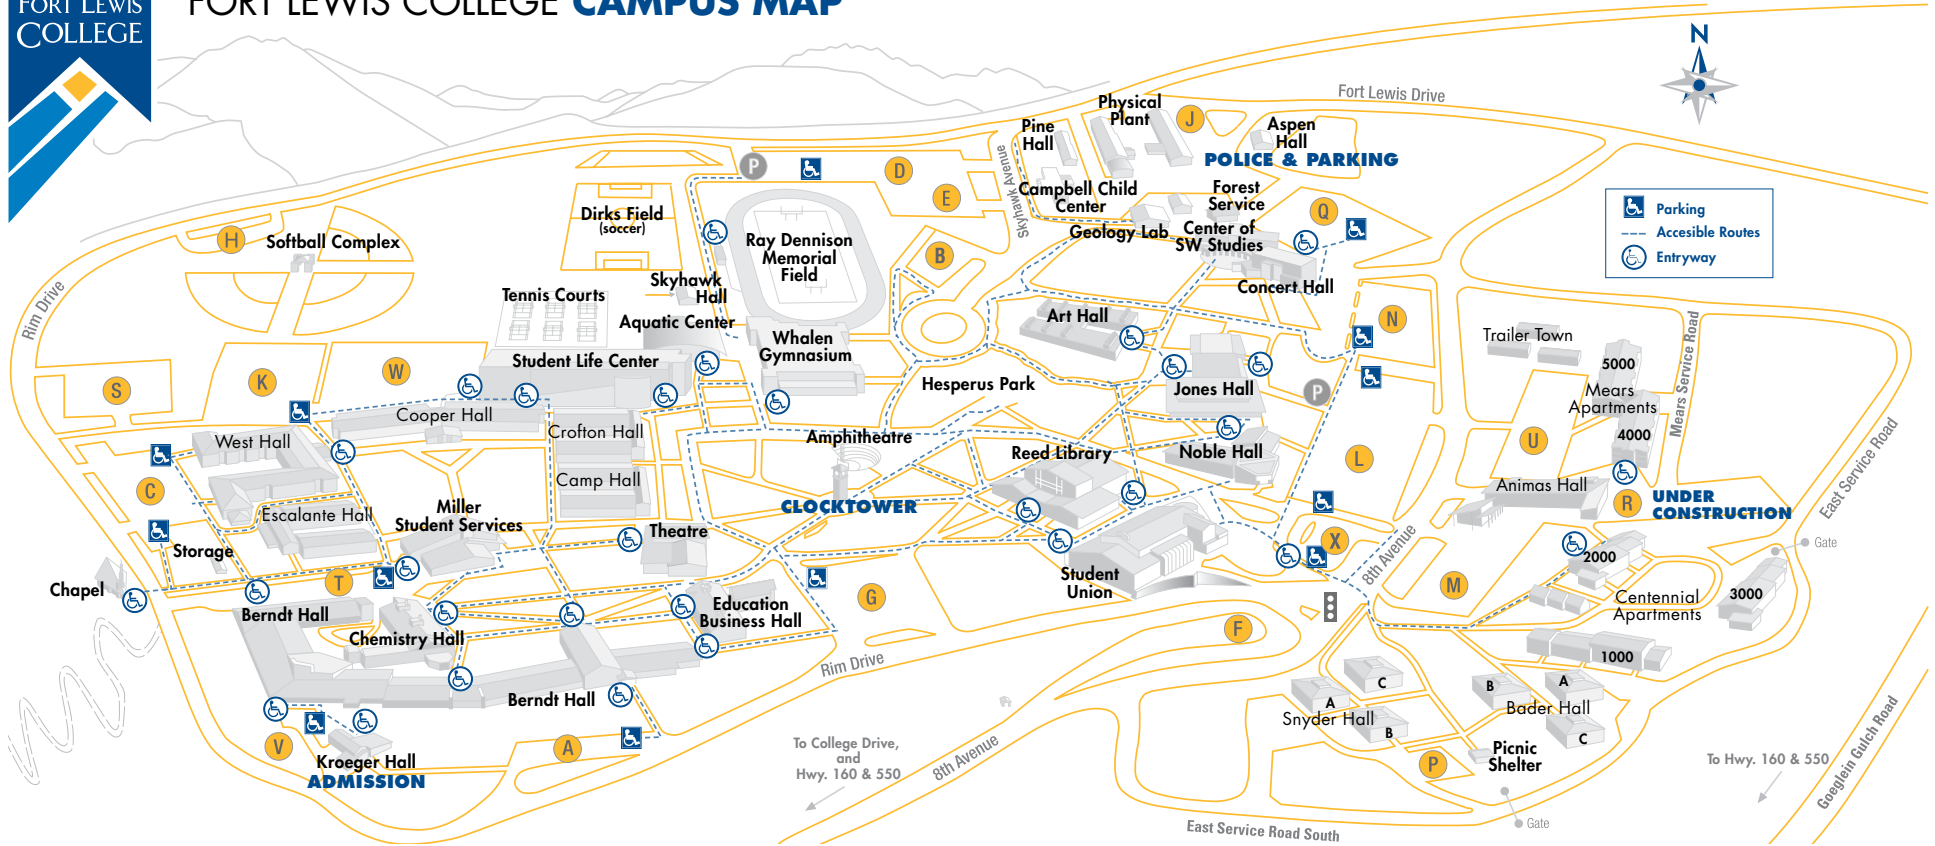 FORT LEWIS
COLLEGE
FORT LEWIS COLLEGE CAMPUS MAP
N
Fort Lewis Drive
Physical
Plant
J
Pine
Hall
Aspen
Hall
POLICE & PARKING
Skyhawk Avenue
P
D
E
Campbell Child
Center
Forest
Service
Q
Geology Lab
Center of
SW Studies
Concert Hall
Parking
Accesible Routes
Entryway
Dirks Field
(soccer)
Ray Dennison
Memorial
Field
B
H
Softball Complex
Rim Drive
Skyhawk
Hall
Tennis Courts
Aquatic Center
Whalen
Gymnasium
Student Life Center
Art Hall
N
Trailer Town
5000
Mears
Apartments
4000
Mears Service Road
S
K
W
Hesperus Park
Jones Hall
P
Cooper Hall
Crofton Hall
Amphitheatre
Reed Library
Noble Hall
L
U
East Service Road
West Hall
Camp Hall
C
Escalante Hall
Miller
Student Services
CLOCKTOWER
Animas Hall
R
UNDER
CONSTRUCTION
Theatre
Storage
X
8th Avenue
Gate
2000
Chapel
T
Student
Union
M
3000
Centennial
Apartments
Berndt Hall
Education
Business Hall
G
Chemistry Hall
F
1000
Rim Drive
Berndt Hall
C
A
Snyder Hall
B
B
A
Bader Hall
C
V
Kroeger Hall
ADMISSION
A
To College Drive,
and
Hwy. 160 & 550
8th Avenue
P
Picnic
Shelter
To Hwy. 160 & 550
Goeglein Gulch Road
Gate
East Service Road South